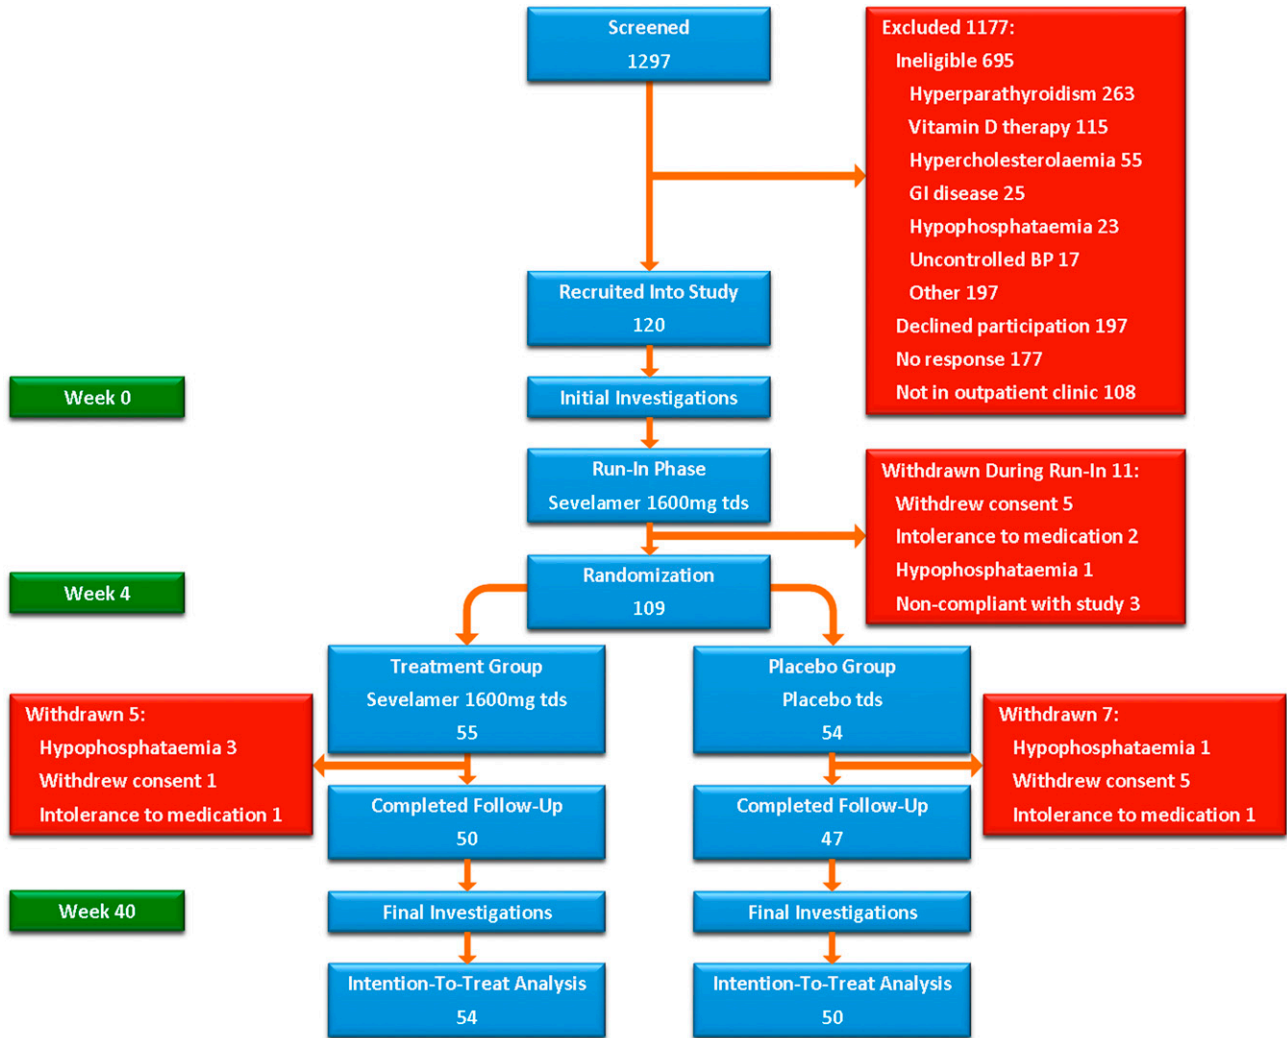 Screened
1297
Excluded 1177:
Ineligible 695
Hyperparathyroidism 263
Vitamin D therapy 115
Hypercholesterolaemia 55
GI disease 25
Hypophosphataemia 23
Uncontrolled BP 17
Other 197
Declined participation 197
No response 177
Not in outpatient clinic 108
Recruited Into Study
120
Week 0
Initial Investigations
Run-In Phase
Sevelamer 1600mg tds
Withdrawn During Run-In 11:
Withdrew consent 5
Intolerance to medication 2
Hypophosphataemia 1
Non-compliant with study 3
Week 4
Randomization
109
Treatment Group
Sevelamer 1600mg tds
55
Placebo Group
Placebo tds
54
Withdrawn 5:
Hypophosphataemia 3
Withdrew consent 1
Intolerance to medication 1
Withdrawn 7:
Hypophosphataemia 1
Withdrew consent 5
Intolerance to medication 1
Completed Follow-Up
50
Completed Follow-Up
47
Week 40
Final Investigations
Final Investigations
Intention-To-Treat Analysis
54
Intention-To-Treat Analysis
50